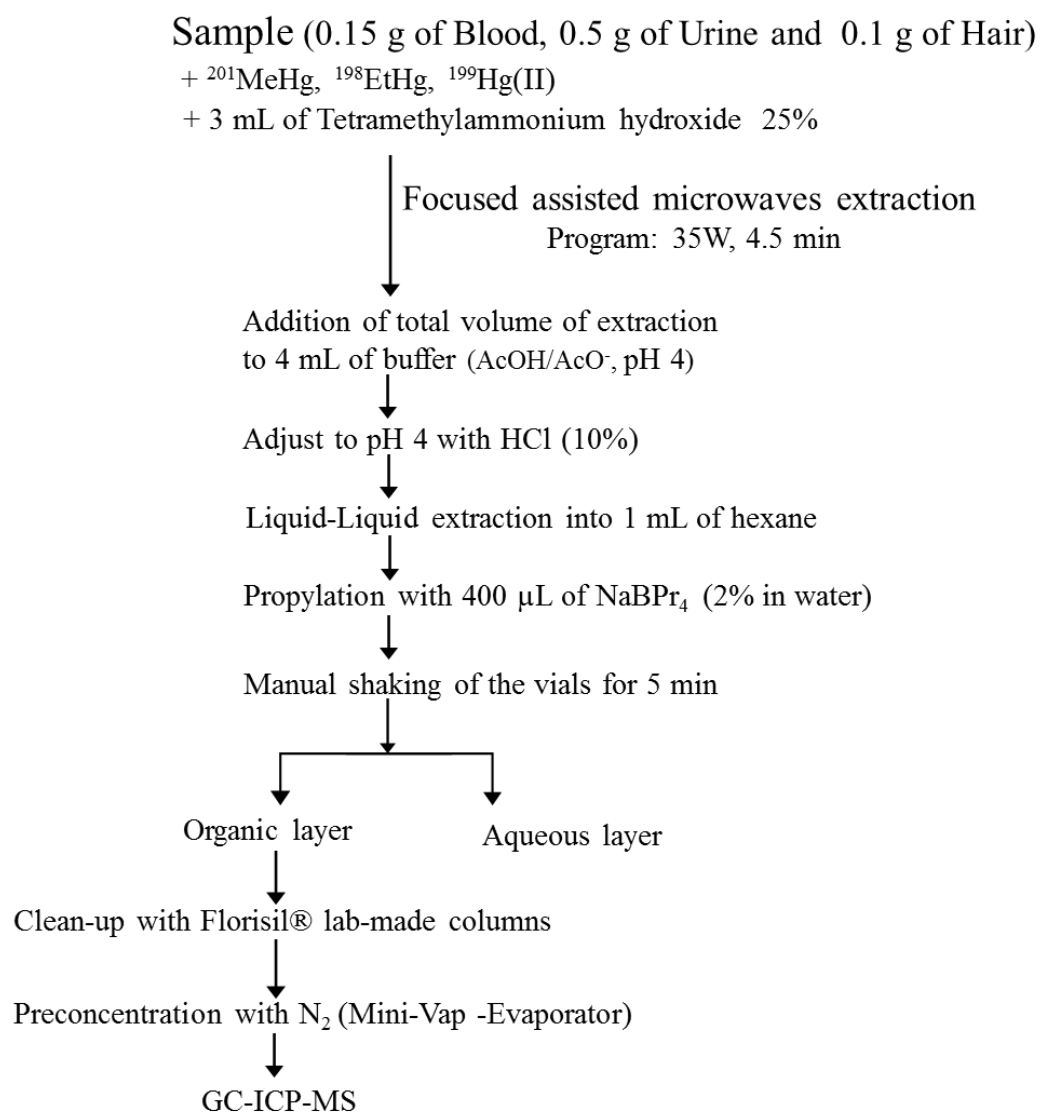 Sample (0.15 g of Blood, 0.5 g of Urine and 0.1 g of Hair)
+ ²⁰¹MeHg, ¹⁹⁸EtHg, ¹⁹⁹Hg(II)
+ 3 mL of Tetramethylammonium hydroxide 25%
Focused assisted microwaves extraction
Program: 35W, 4.5 min
Addition of total volume of extraction
to 4 mL of buffer (AcOH/AcO⁻, pH 4)
Adjust to pH 4 with HCl (10%)
Liquid-Liquid extraction into 1 mL of hexane
Propylation with 400 µL of NaBPr₄ (2% in water)
Manual shaking of the vials for 5 min
Organic layer
Aqueous layer
Clean-up with Florisil® lab-made columns
Preconcentration with N₂ (Mini-Vap -Evaporator)
GC-ICP-MS